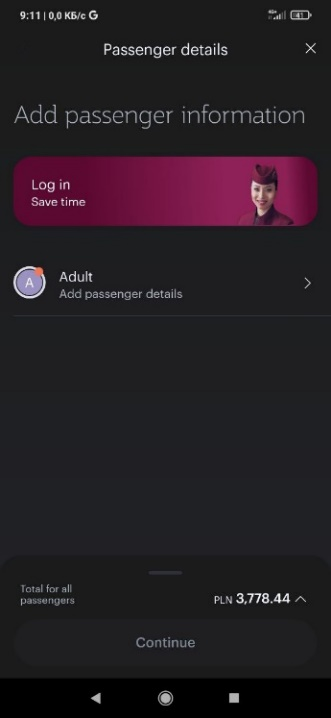 9:11 | 0,0 КБ/с G
41
Passenger details
Add passenger information
Log in
Save time
A
Adult
Add passenger details
Total for all
passengers
PLN 3,778.44
Continue